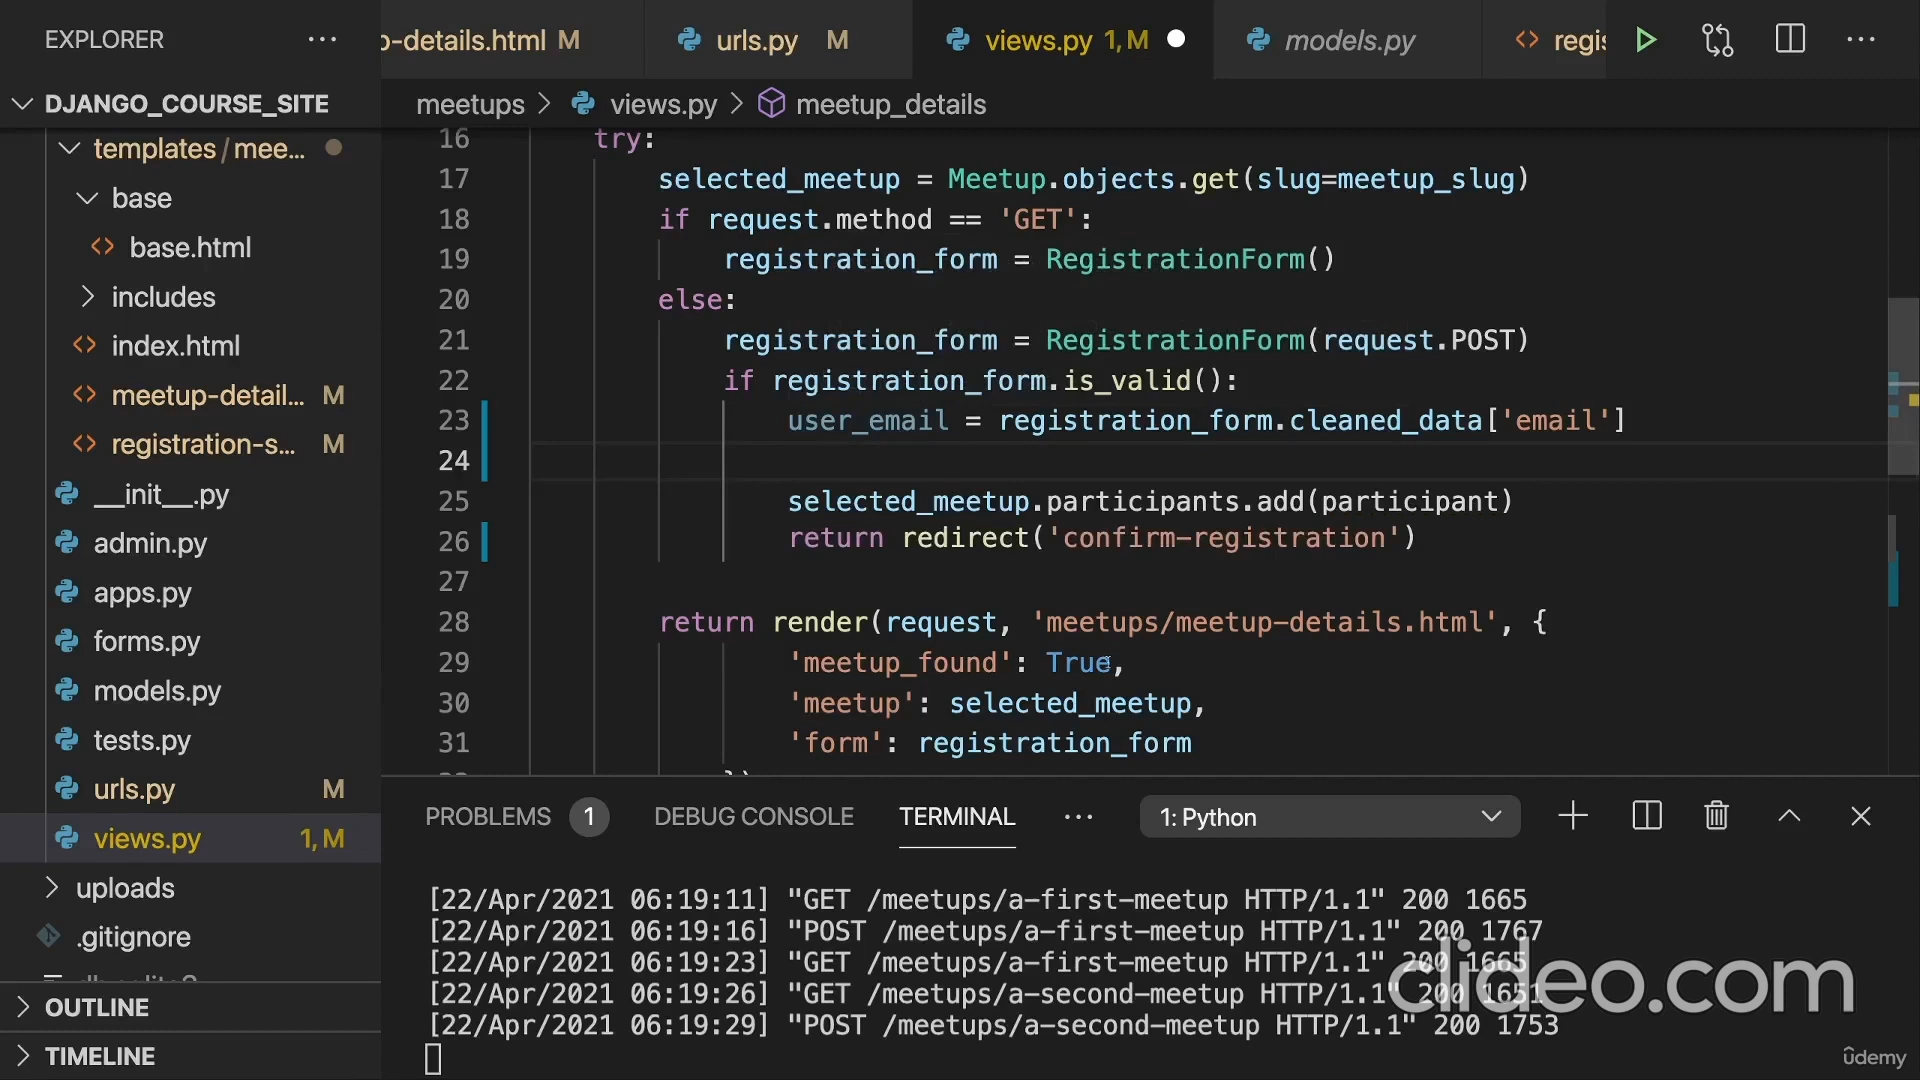 EXPLORER
DJANGO_COURSE_SITE
templates/mee...
base
base.html
includes
index.html
meetup-detail... M
registration-s... M
__init__.py
admin.py
apps.py
forms.py
models.py
tests.py
urls.py M
views.py 1, M
uploads
.gitignore
OUTLINE
TIMELINE
p-details.html M
urls.py M
views.py 1, M
models.py
regis
meetups > views.py > meetup_details
16 try:
17 selected_meetup = Meetup.objects.get(slug=meetup_slug)
18 if request.method == 'GET':
19 registration_form = RegistrationForm()
20 else:
21 registration_form = RegistrationForm(request.POST)
22 if registration_form.is_valid():
23 user_email = registration_form.cleaned_data['email']
24
25 selected_meetup.participants.add(participant)
26 return redirect('confirm-registration')
27
28 return render(request, 'meetups/meetup-details.html', {
29 'meetup_found': True,
30 'meetup': selected_meetup,
31 'form': registration_form
})
PROBLEMS 1 DEBUG CONSOLE TERMINAL ... 1: Python
[22/Apr/2021 06:19:11] "GET /meetups/a-first-meetup HTTP/1.1" 200 1665
[22/Apr/2021 06:19:16] "POST /meetups/a-first-meetup HTTP/1.1" 200 1767
[22/Apr/2021 06:19:23] "GET /meetups/a-first-meetup HTTP/1.1" 200 1665
[22/Apr/2021 06:19:26] "GET /meetups/a-second-meetup HTTP/1.1" 200 1651
[22/Apr/2021 06:19:29] "POST /meetups/a-second-meetup HTTP/1.1" 200 1753
clideo.com
ûdemy